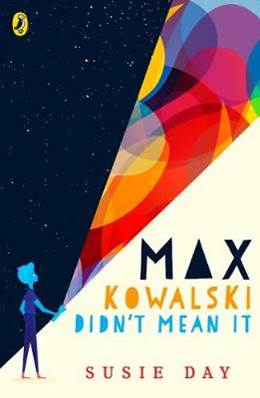 MAX
KOWALSKI
DIDN'T MEAN IT
SUSIE DAY